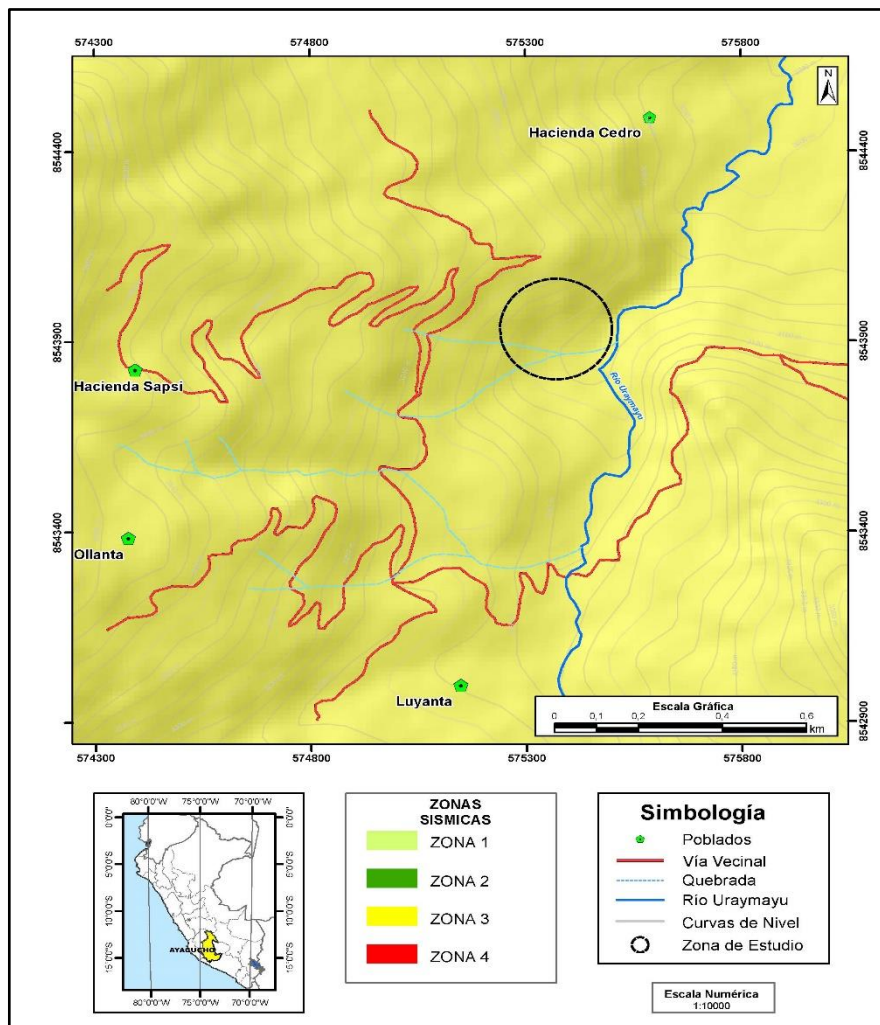 574300 574800 575300 575800
N
Hacienda Cedro
8544400 8544400
8543900 8543900
Hacienda Sapsi
Río Uraymayu
8543400 8543400
Ollanta
Luyanta
Escala Gráfica
0 0,1 0,2 0,4 0,6
km
8542900
574300 574800 575300 575800
80°0'0"W 75°0'0"W 70°0'0"W
0°0'0"S
5°0'0"S 5°0'0"S
10°0'0"S 10°0'0"S
15°0'0"S 15°0'0"S
AYACUCHO
80°0'0"W 75°0'0"W 70°0'0"W
ZONAS
SISMICAS
ZONA 1
ZONA 2
ZONA 3
ZONA 4
Simbología
Poblados
Vía Vecinal
Quebrada
Río Uraymayu
Curvas de Nivel
Zona de Estudio
Escala Numérica
1:10000